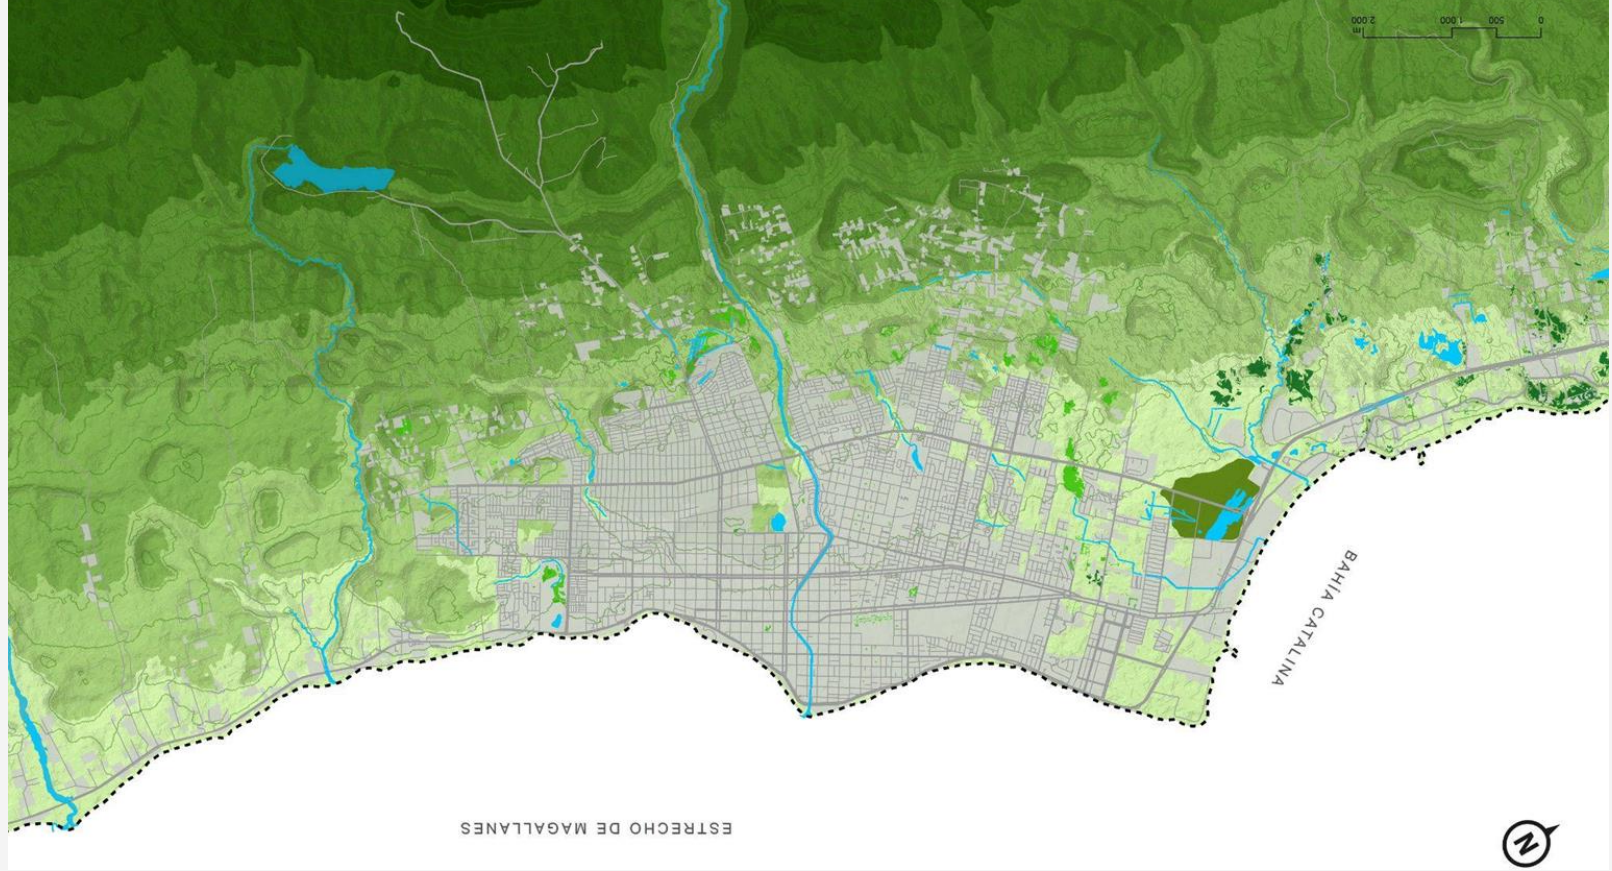 2.000 1.000 500 0
m
BAHÍA CATALINA
ESTRECHO DE MAGALLANES
N